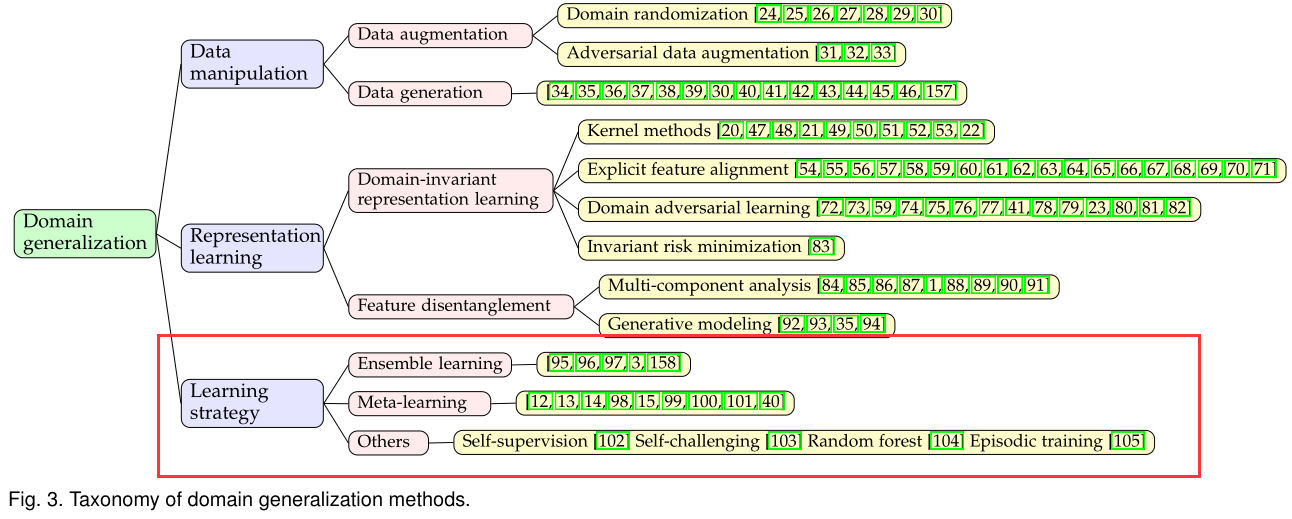 Domain randomization [24, 25, 26, 27, 28, 29, 30]
Data augmentation
Adversarial data augmentation [31, 32, 33]
Data
manipulation
Data generation
[34, 35, 36, 37, 38, 39, 30, 40, 41, 42, 43, 44, 45, 46, 157]
Kernel methods [20, 47, 48, 21, 49, 50, 51, 52, 53, 22]
Explicit feature alignment [54, 55, 56, 57, 58, 59, 60, 61, 62, 63, 64, 65, 66, 67, 68, 69, 70, 71]
Domain-invariant
representation learning
Domain adversarial learning [72, 73, 59, 74, 75, 76, 77, 41, 78, 79, 23, 80, 81, 82]
Invariant risk minimization [83]
Domain
generalization
Representation
learning
Feature disentanglement
Multi-component analysis [84, 85, 86, 87, 1, 88, 89, 90, 91]
Generative modeling [92, 93, 35, 94]
Ensemble learning
[95, 96, 97, 3, 158]
Learning
strategy
Meta-learning
[12, 13, 14, 98, 15, 99, 100, 101, 40]
Others
Self-supervision [102] Self-challenging [103] Random forest [104] Episodic training [105]
Fig. 3. Taxonomy of domain generalization methods.